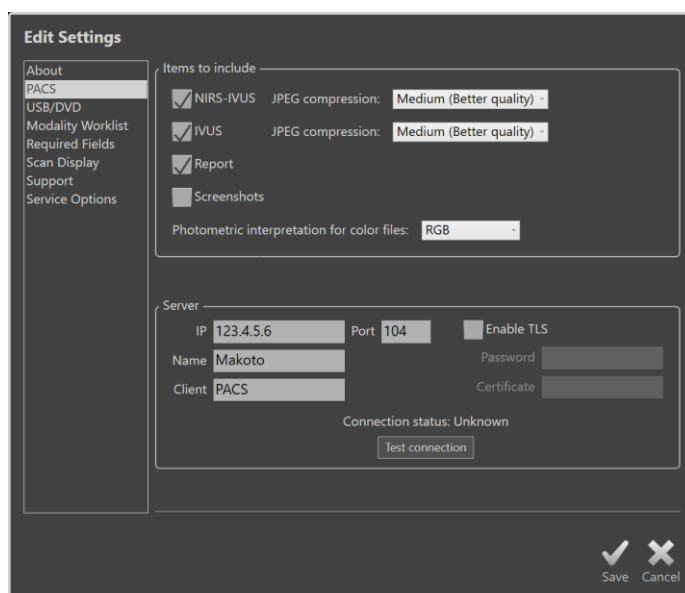 Edit Settings
About
PACS
USB/DVD
Modality Worklist
Required Fields
Scan Display
Support
Service Options
Items to include
NIRS-IVUS JPEG compression: Medium (Better quality)
IVUS JPEG compression: Medium (Better quality)
Report
Screenshots
Photometric interpretation for color files: RGB
Server
IP 123.4.5.6 Port 104 Enable TLS
Name Makoto Password
Client PACS Certificate
Connection status: Unknown
Test connection
Save Cancel